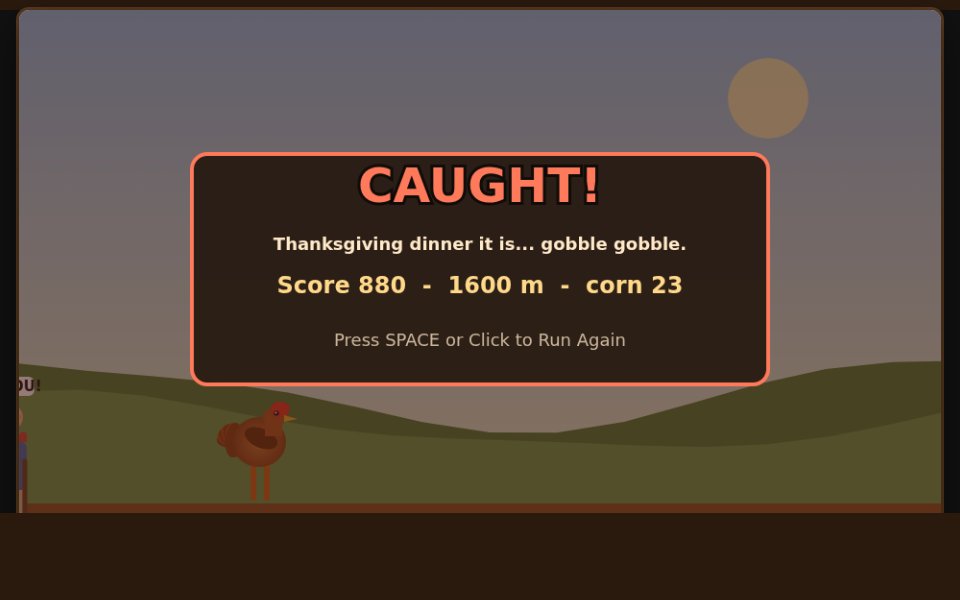 CAUGHT!
Thanksgiving dinner it is... gobble gobble.
Score 880 - 1600 m - corn 23
Press SPACE or Click to Run Again